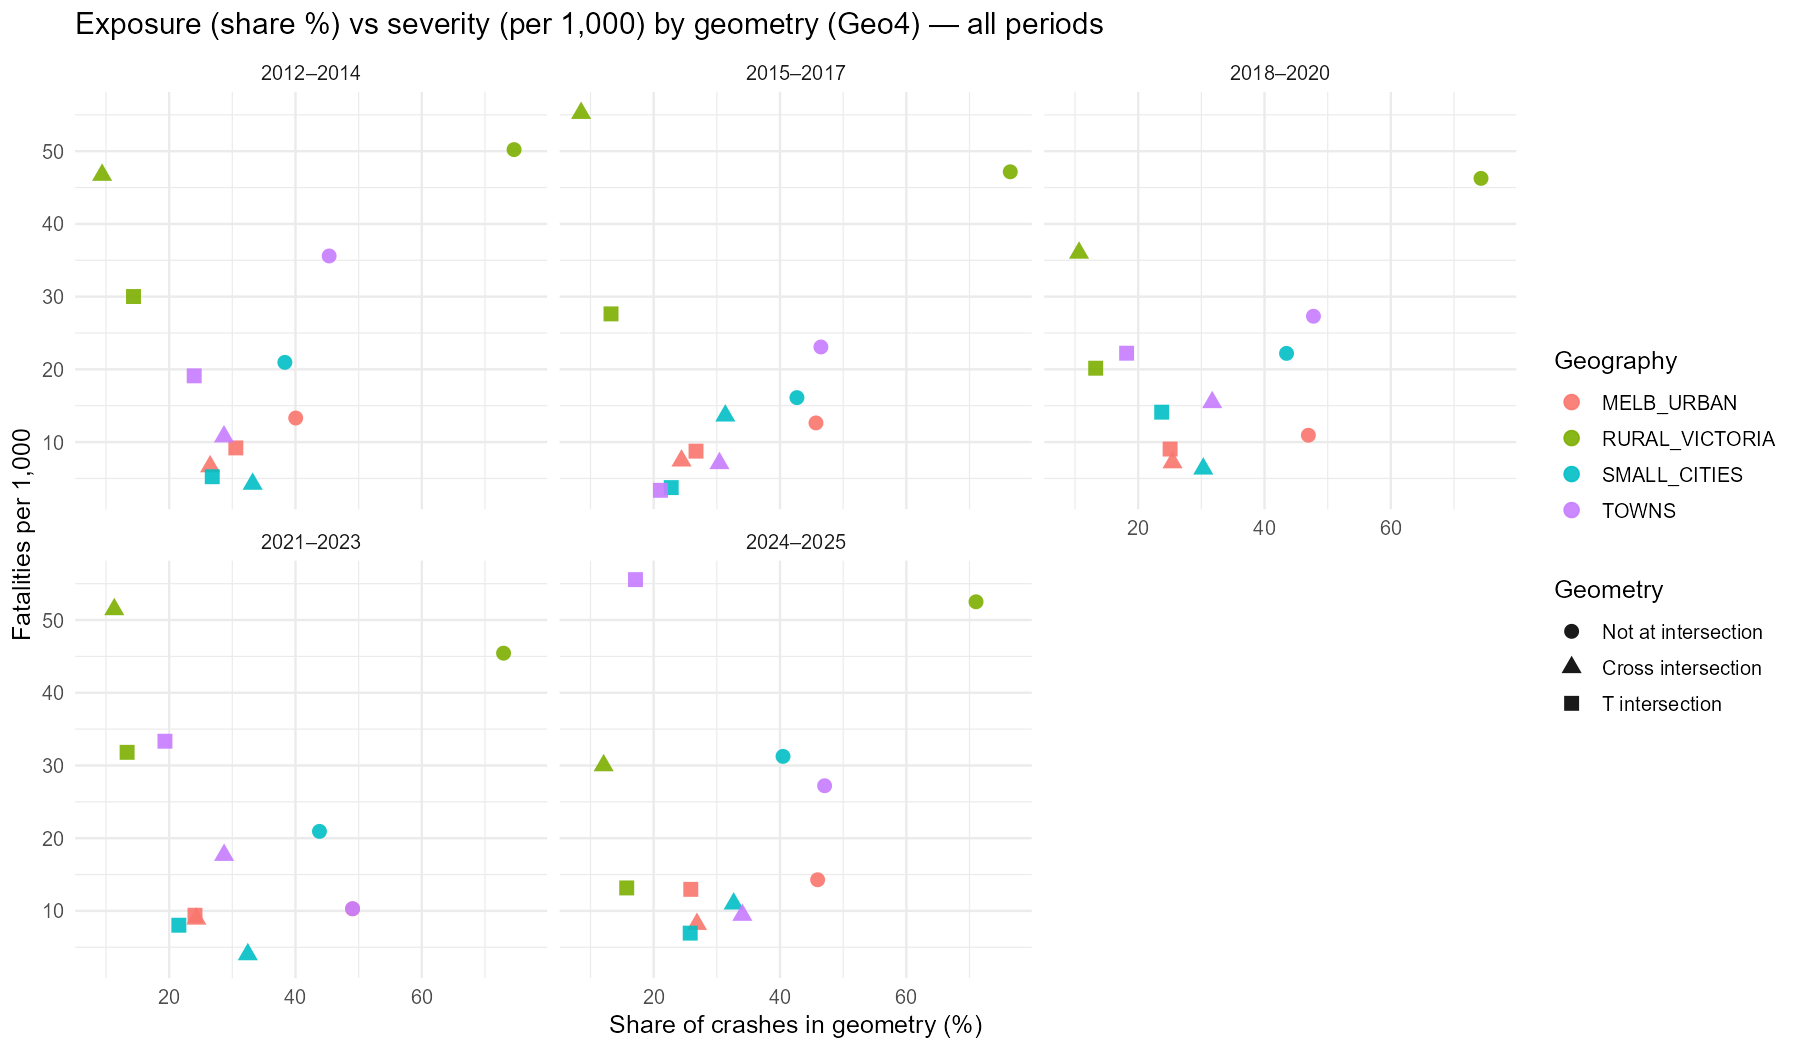 Exposure (share %) vs severity (per 1,000) by geometry (Geo4) — all periods
2012–2014
2015–2017
2018–2020
50
40
30
20
10
20
40
60
2021–2023
2024–2025
50
40
30
20
10
20
40
60
20
40
60
Fatalities per 1,000
Share of crashes in geometry (%)
Geography
MELB_URBAN
RURAL_VICTORIA
SMALL_CITIES
TOWNS
Geometry
Not at intersection
Cross intersection
T intersection